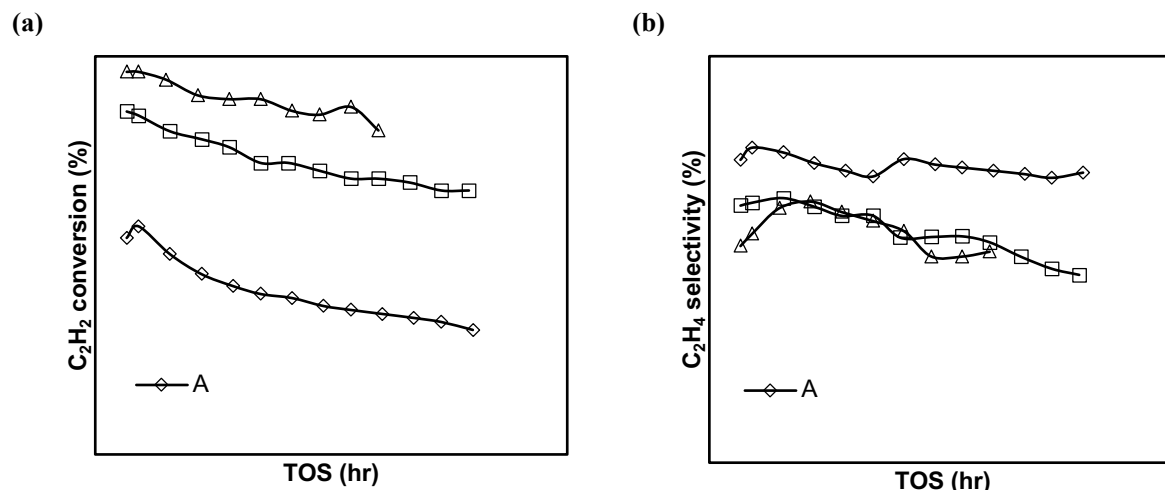 (a)
C₂H₂ conversion (%)
A
TOS (hr)
(b)
C₂H₄ selectivity (%)
A
TOS (hr)